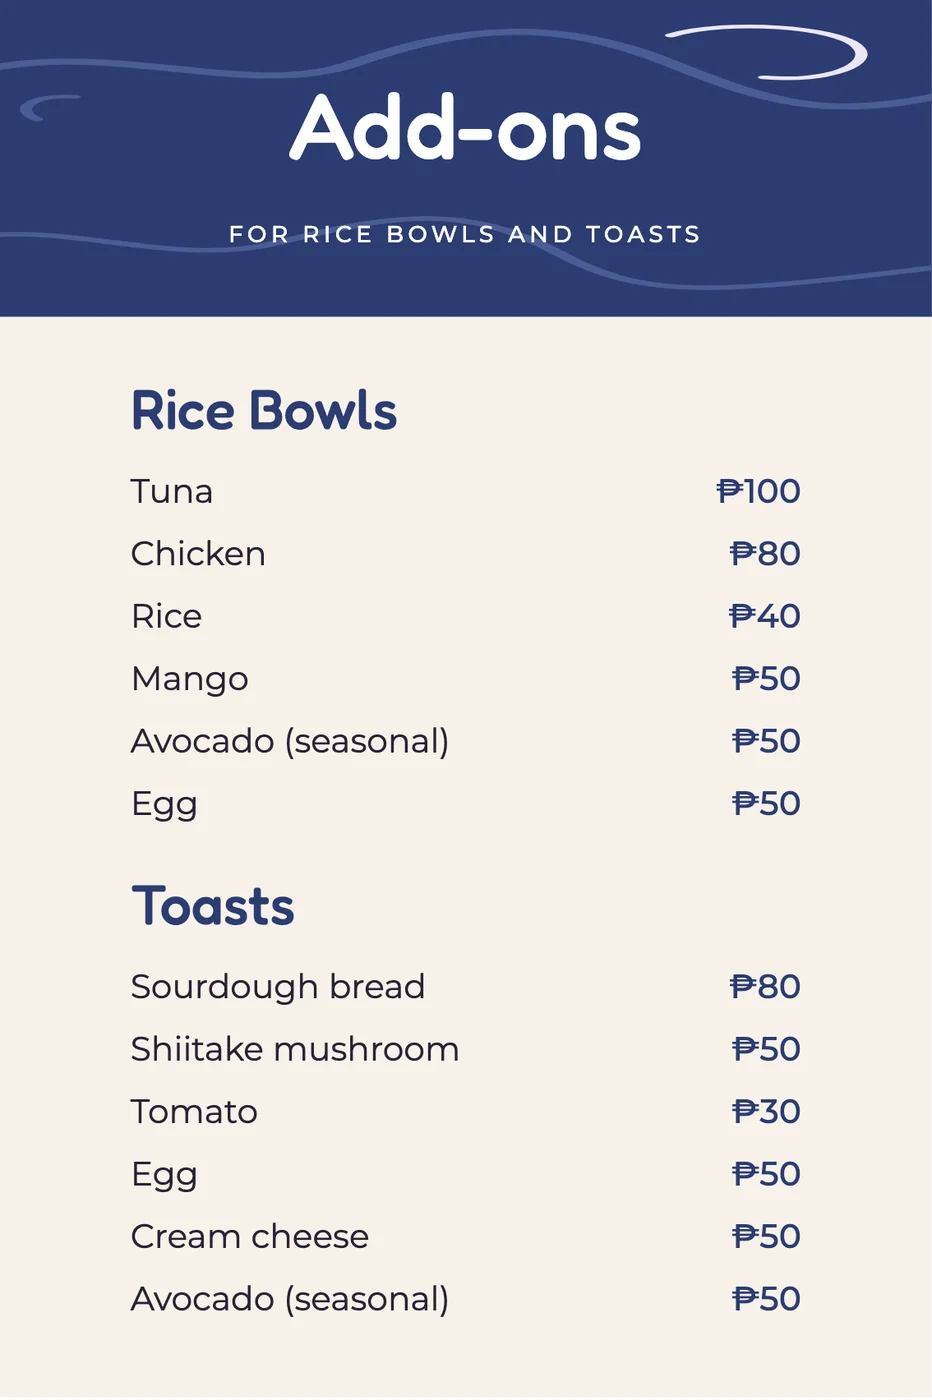 Add-ons
FOR RICE BOWLS AND TOASTS
Rice Bowls
Tuna ₱100
Chicken ₱80
Rice ₱40
Mango ₱50
Avocado (seasonal) ₱50
Egg ₱50
Toasts
Sourdough bread ₱80
Shiitake mushroom ₱50
Tomato ₱30
Egg ₱50
Cream cheese ₱50
Avocado (seasonal) ₱50